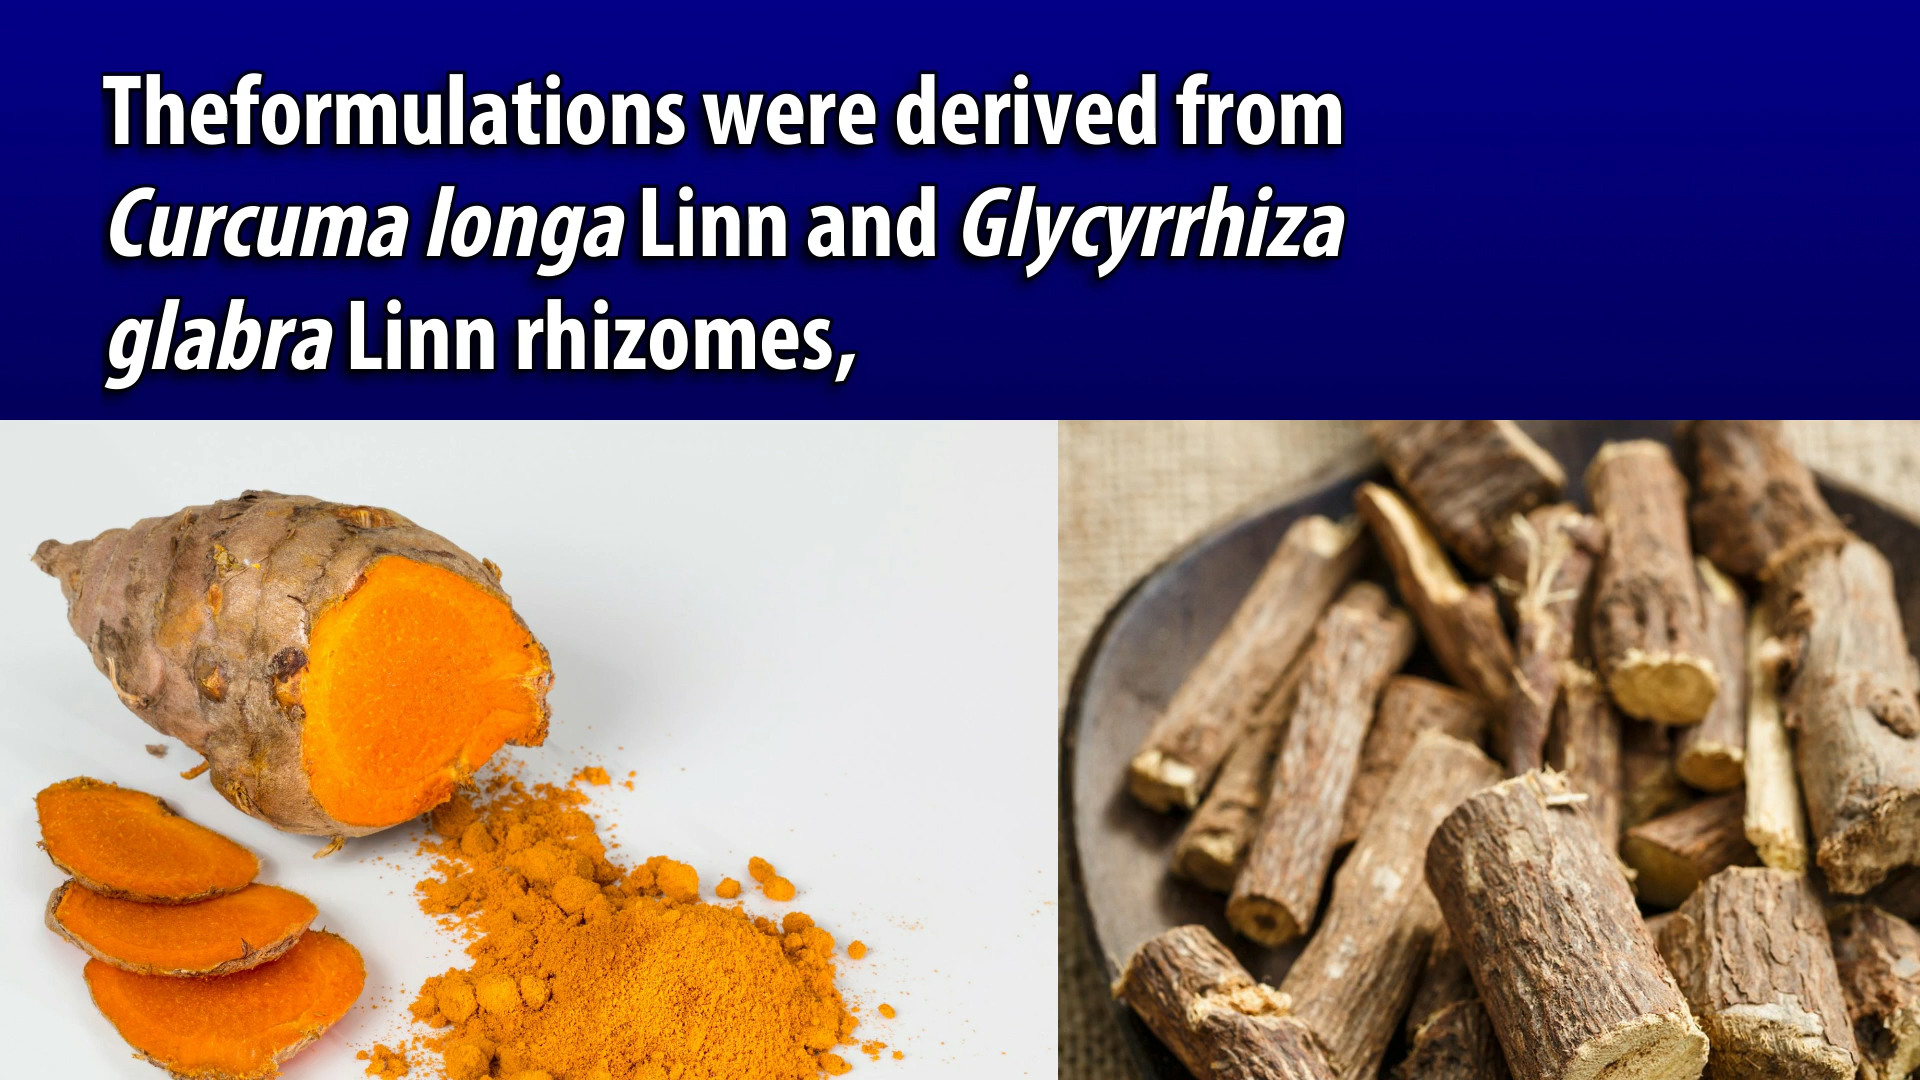 Theformulations were derived from
Curcuma longa Linn and Glycyrrhiza
glabra Linn rhizomes,